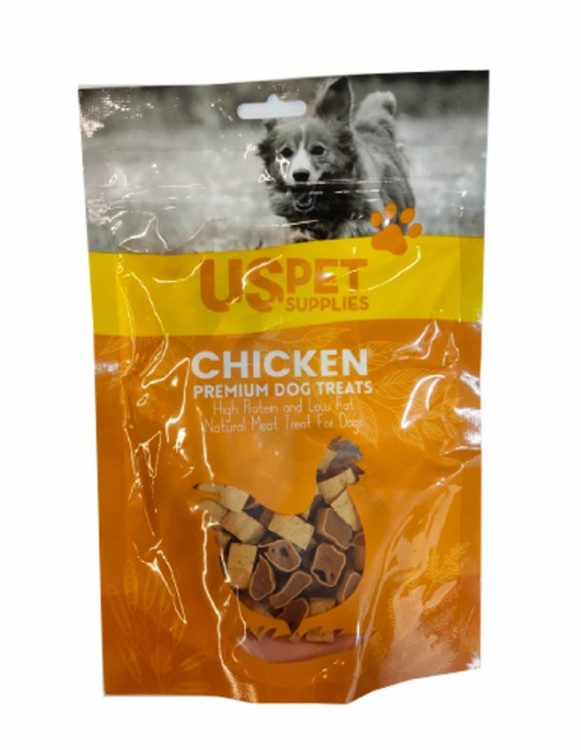 US PET
SUPPLIES
CHICKEN
PREMIUM DOG TREATS
High Protein and Low Fat
Natural Meat Treat For Dogs